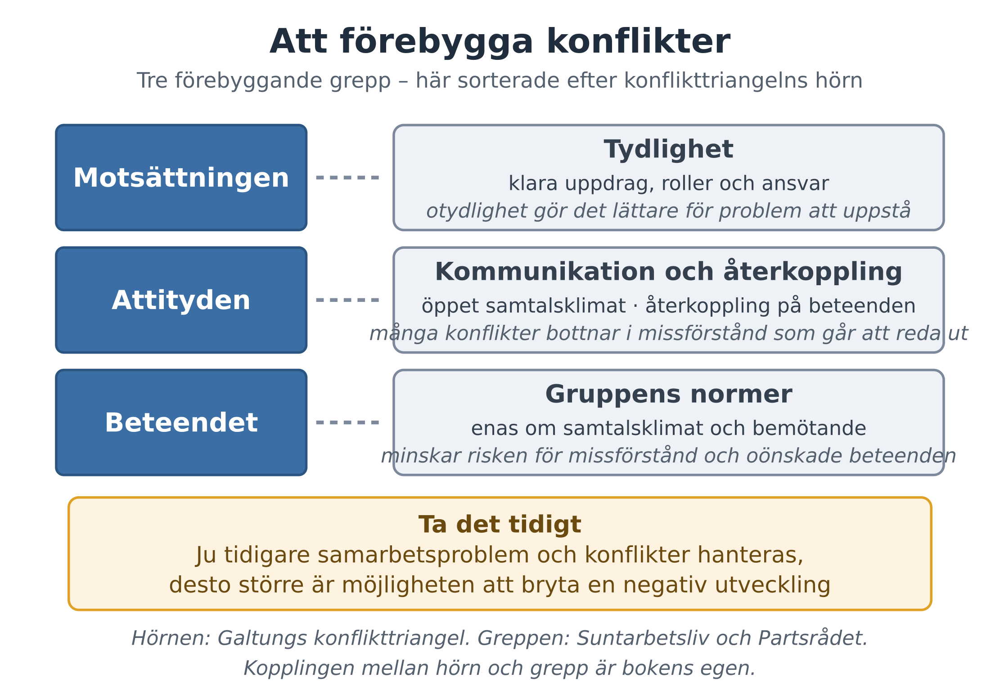 Att förebygga konflikter
Tre förebyggande grepp – här sorterade efter konflikttriangelns hörn
Motsättningen
Tydlighet
klara uppdrag, roller och ansvar
otydlighet gör det lättare för problem att uppstå
Attityden
Kommunikation och återkoppling
öppet samtalsklimat · återkoppling på beteenden
många konflikter bottnar i missförstånd som går att reda ut
Beteendet
Gruppens normer
enas om samtalsklimat och bemötande
minskar risken för missförstånd och oönskade beteenden
Ta det tidigt
Ju tidigare samarbetsproblem och konflikter hanteras,
desto större är möjligheten att bryta en negativ utveckling
Hörnen: Galtungs konflikttriangel. Greppen: Suntarbetsliv och Partsrådet.
Kopplingen mellan hörn och grepp är bokens egen.